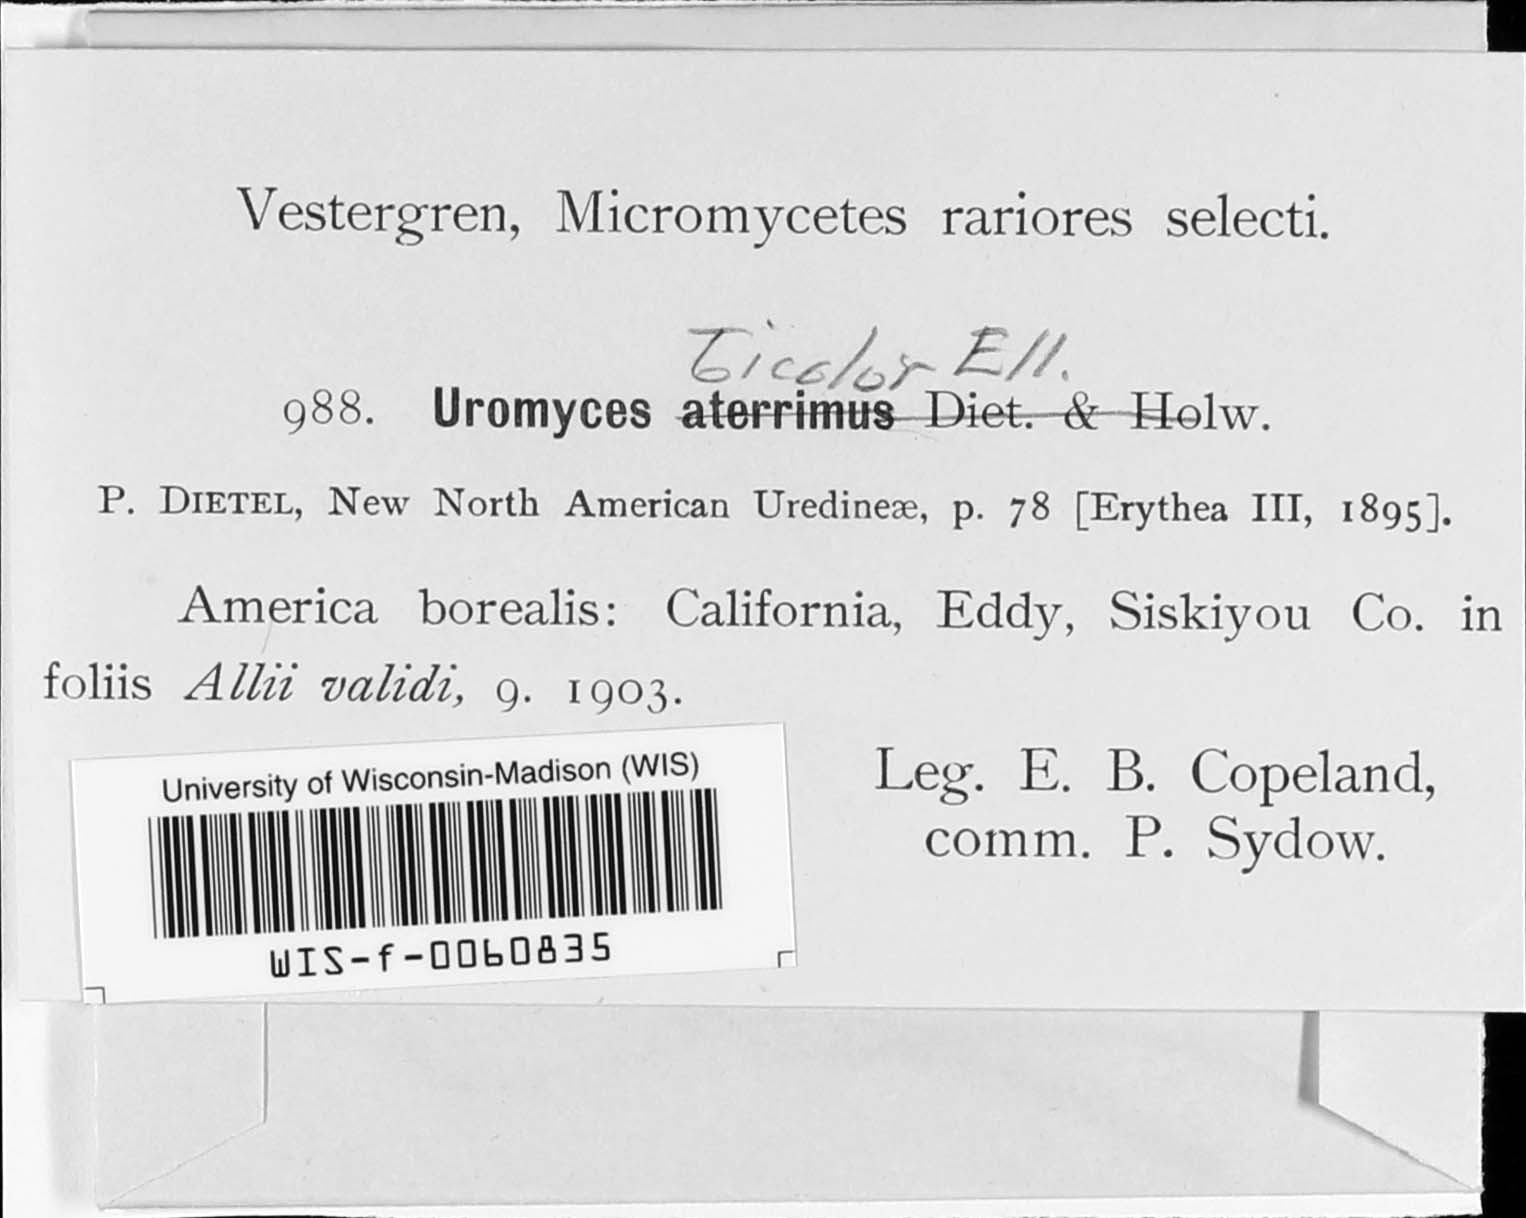 Vestergren, Micromycetes rariores selecti.
bicolor Ell.
988. Uromyces aterrimus Diet. & Holw.
P. DIETEL, New North American Uredineæ, p. 78 [Erythea III, 1895].
America borealis: California, Eddy, Siskiyou Co. in
foliis Allii validi, 9. 1903.
Leg. E. B. Copeland,
comm. P. Sydow.
University of Wisconsin-Madison (WIS)
WIS-f-0060835